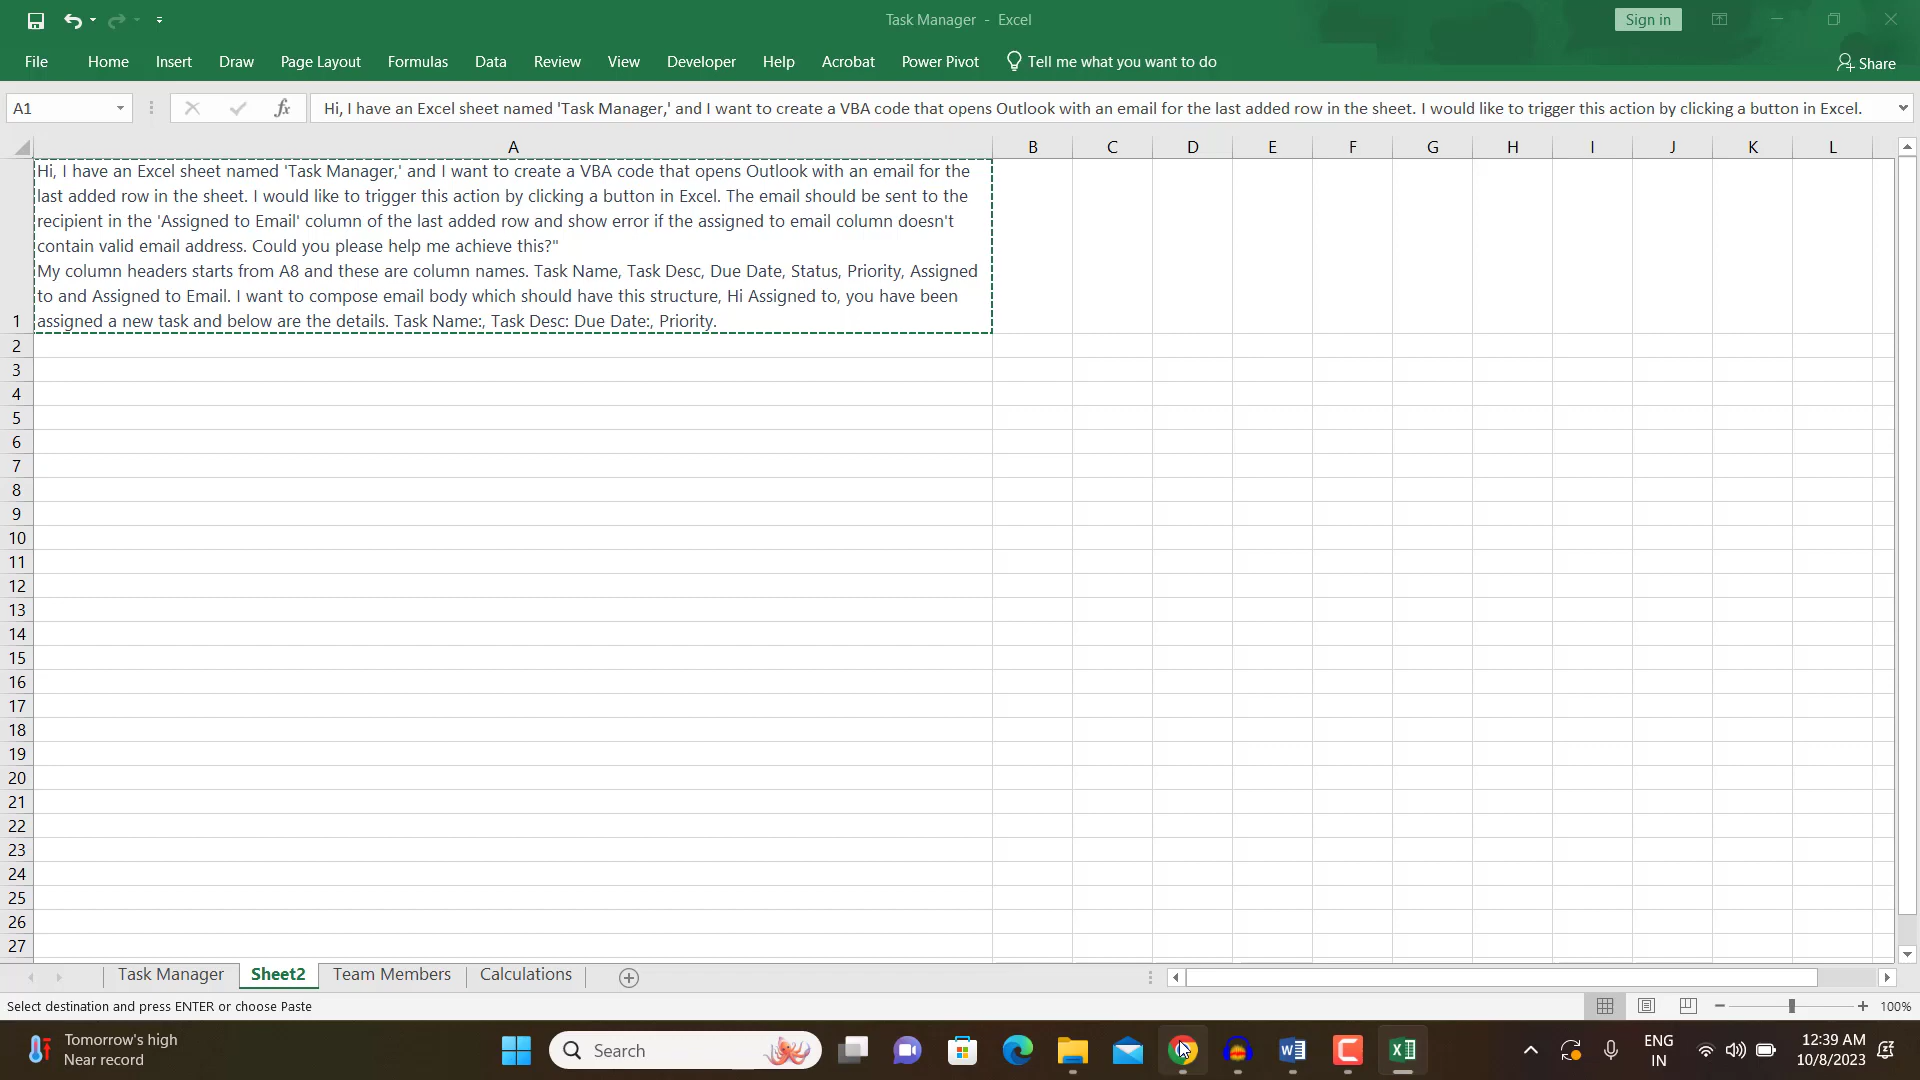 Task Manager - Excel
Sign in
File Home Insert Draw Page Layout Formulas Data Review View Developer Help Acrobat Power Pivot Tell me what you want to do Share
A1 fx Hi, I have an Excel sheet named 'Task Manager,' and I want to create a VBA code that opens Outlook with an email for the last added row in the sheet. I would like to trigger this action by clicking a button in Excel.
A B C D E F G H I J K L
Hi, I have an Excel sheet named 'Task Manager,' and I want to create a VBA code that opens Outlook with an email for the
last added row in the sheet. I would like to trigger this action by clicking a button in Excel. The email should be sent to the
recipient in the 'Assigned to Email' column of the last added row and show error if the assigned to email column doesn't
contain valid email address. Could you please help me achieve this?"
My column headers starts from A8 and these are column names. Task Name, Task Desc, Due Date, Status, Priority, Assigned
to and Assigned to Email. I want to compose email body which should have this structure, Hi Assigned to, you have been
1 assigned a new task and below are the details. Task Name:, Task Desc: Due Date:, Priority.
2
3
4
5
6
7
8
9
10
11
12
13
14
15
16
17
18
19
20
21
22
23
24
25
26
27
Task Manager Sheet2 Team Members Calculations
Select destination and press ENTER or choose Paste 100%
Tomorrow's high
Near record
Search
ENG
IN
12:39 AM
10/8/2023